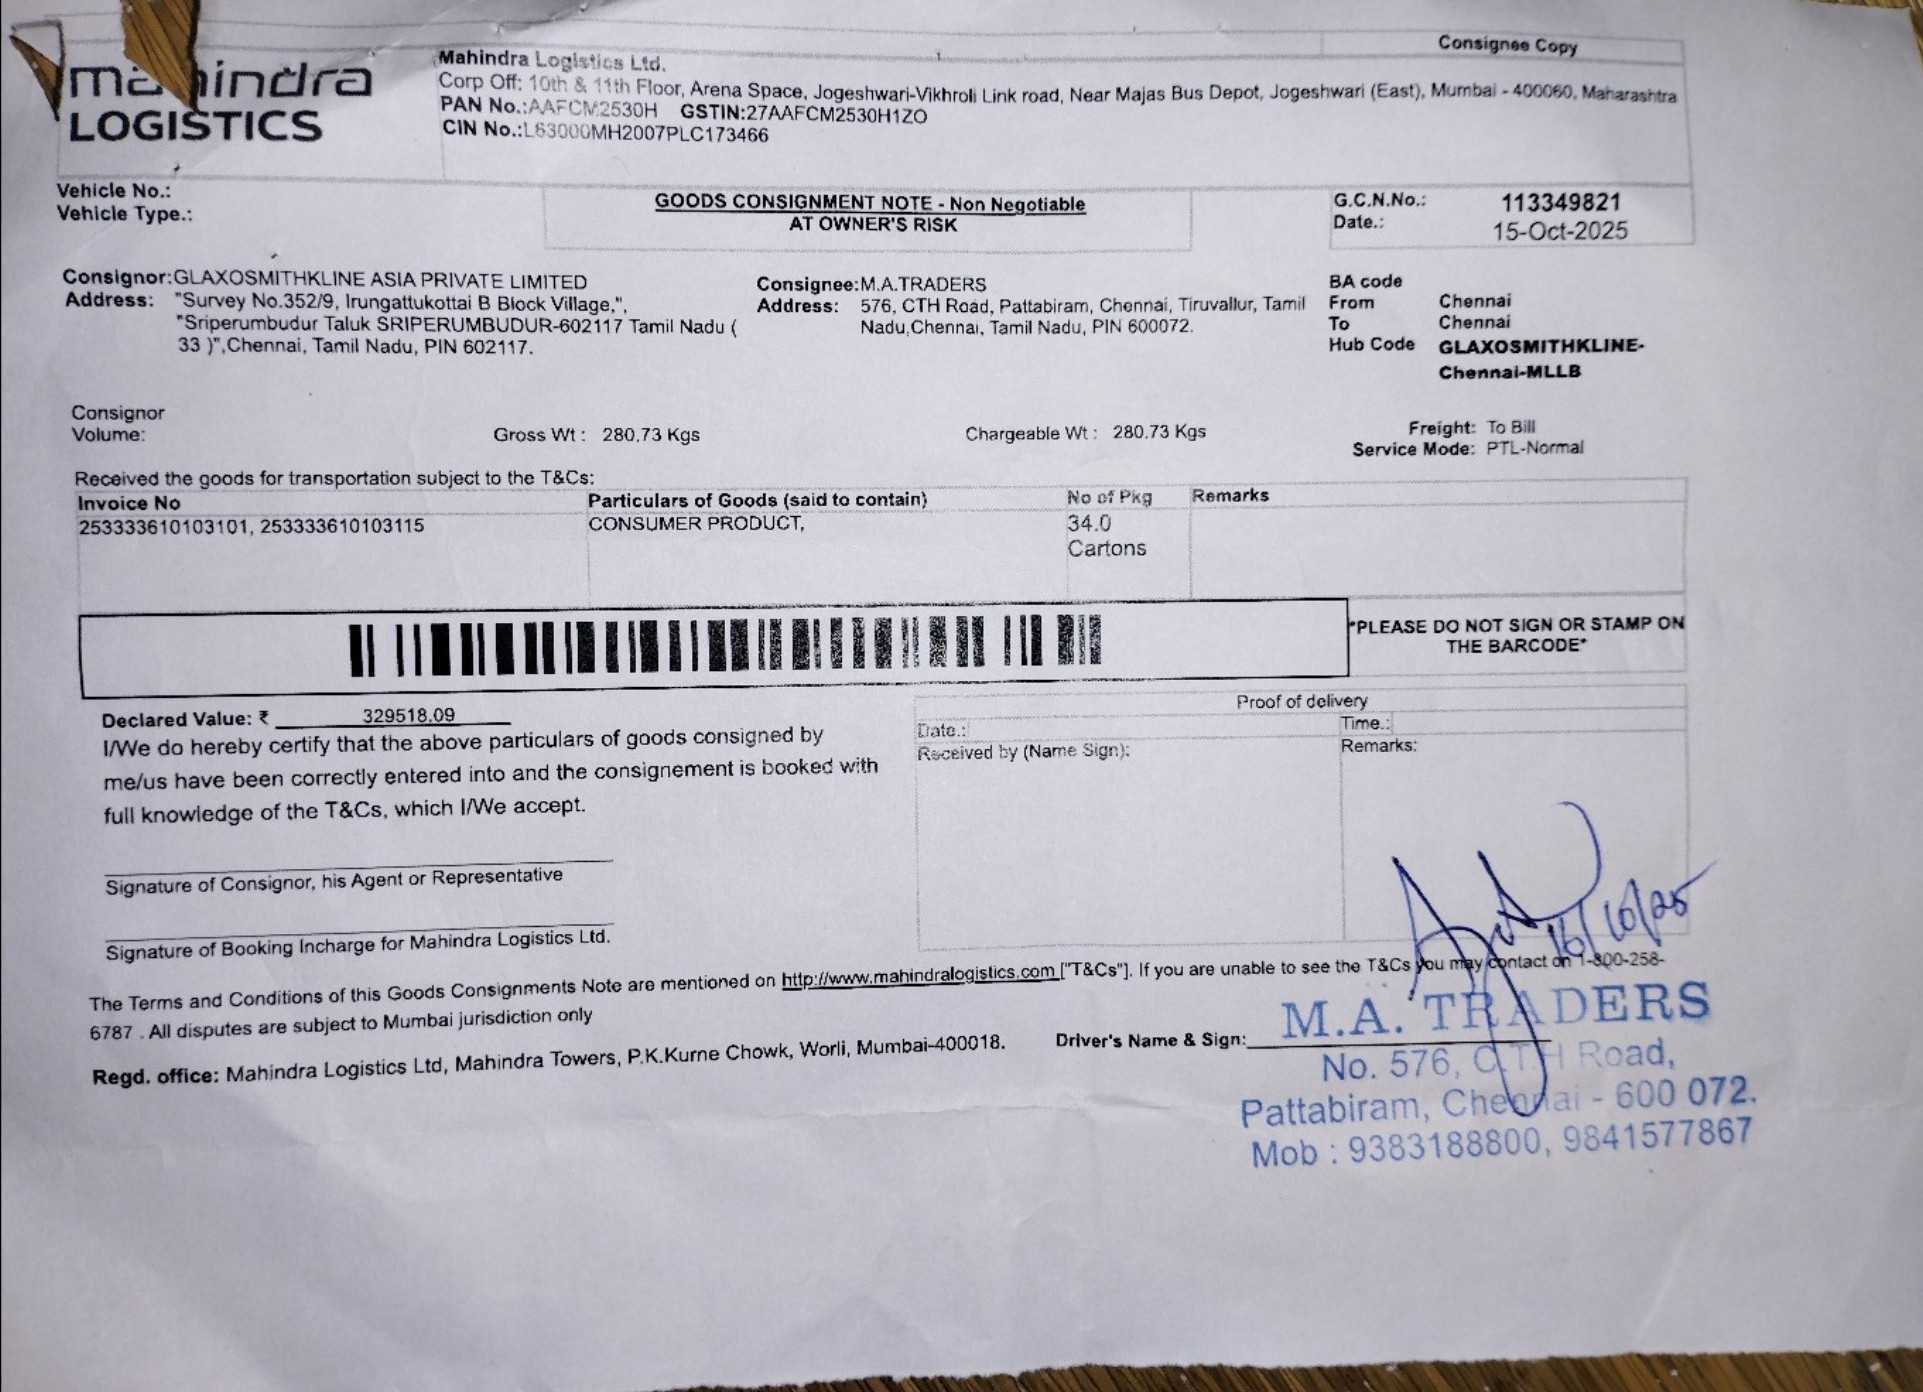 Consignee Copy
mahindra
LOGISTICS
Mahindra Logistics Ltd.
Corp Off: 10th & 11th Floor, Arena Space, Jogeshwari-Vikhroli Link road, Near Majas Bus Depot, Jogeshwari (East), Mumbai - 400060, Maharashtra
PAN No.:AAFCM2530H GSTIN:27AAFCM2530H1ZO
CIN No.:L63000MH2007PLC173466
Vehicle No.:
Vehicle Type.:
GOODS CONSIGNMENT NOTE - Non Negotiable
AT OWNER'S RISK
G.C.N.No.: 113349821
Date.: 15-Oct-2025
Consignor:GLAXOSMITHKLINE ASIA PRIVATE LIMITED
Address: "Survey No.352/9, Irungattukottai B Block Village,",
"Sriperumbudur Taluk SRIPERUMBUDUR-602117 Tamil Nadu (
33 )",Chennai, Tamil Nadu, PIN 602117.
Consignee:M.A.TRADERS
Address: 576, CTH Road, Pattabiram, Chennai, Tiruvallur, Tamil
Nadu,Chennai, Tamil Nadu, PIN 600072.
BA code
From Chennai
To Chennai
Hub Code GLAXOSMITHKLINE-
Chennai-MLLB
Consignor
Volume:
Gross Wt : 280.73 Kgs
Chargeable Wt : 280.73 Kgs
Freight: To Bill
Service Mode: PTL-Normal
Received the goods for transportation subject to the T&Cs:
Invoice No Particulars of Goods (said to contain) No of Pkg Remarks
253333610103101, 253333610103115 CONSUMER PRODUCT, 34.0
Cartons
*PLEASE DO NOT SIGN OR STAMP ON
THE BARCODE*
Declared Value: ₹ 329518.09
I/We do hereby certify that the above particulars of goods consigned by
me/us have been correctly entered into and the consignement is booked with
full knowledge of the T&Cs, which I/We accept.
Proof of delivery
Date.: Time.:
Received by (Name Sign): Remarks:
Signature of Consignor, his Agent or Representative
Signature of Booking Incharge for Mahindra Logistics Ltd.
16/10/25
The Terms and Conditions of this Goods Consignments Note are mentioned on http://www.mahindralogistics.com ["T&Cs"]. If you are unable to see the T&Cs you may contact on 1-800-258-
6787 . All disputes are subject to Mumbai jurisdiction only
Regd. office: Mahindra Logistics Ltd, Mahindra Towers, P.K.Kurne Chowk, Worli, Mumbai-400018.
Driver's Name & Sign:
M.A. TRADERS
No. 576, C.T.H Road,
Pattabiram, Chennai - 600 072.
Mob : 9383188800, 9841577867